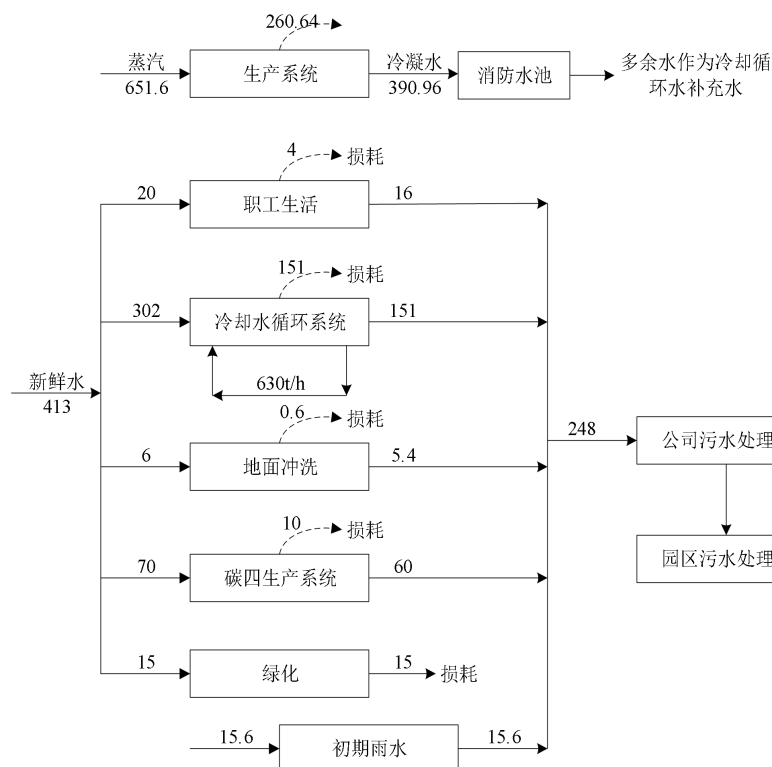 260.64
蒸汽
651.6
生产系统
冷凝水
390.96
消防水池
多余水作为冷却循
环水补充水
4
损耗
20
职工生活
16
151
损耗
302
冷却水循环系统
151
630t/h
新鲜水
413
0.6
损耗
6
地面冲洗
5.4
248
公司污水处理
10
损耗
70
碳四生产系统
60
园区污水处理
15
绿化
15
损耗
15.6
初期雨水
15.6